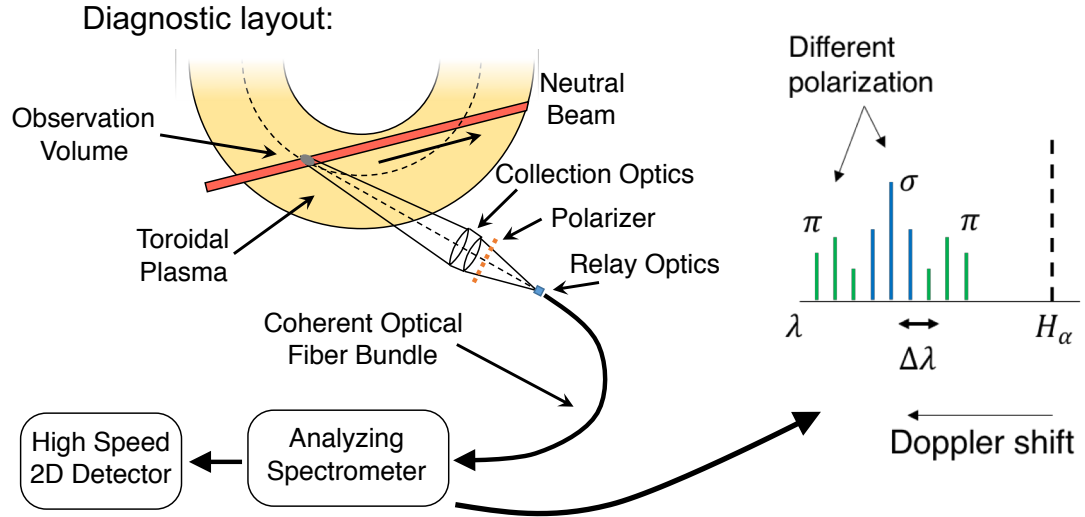 Diagnostic layout:
Neutral
Beam
Observation
Volume
Collection Optics
Polarizer
Toroidal
Plasma
Relay Optics
Coherent Optical
Fiber Bundle
High Speed
2D Detector
Analyzing
Spectrometer
Different
polarization
σ
π
π
λ
Δλ
Hα
Doppler shift